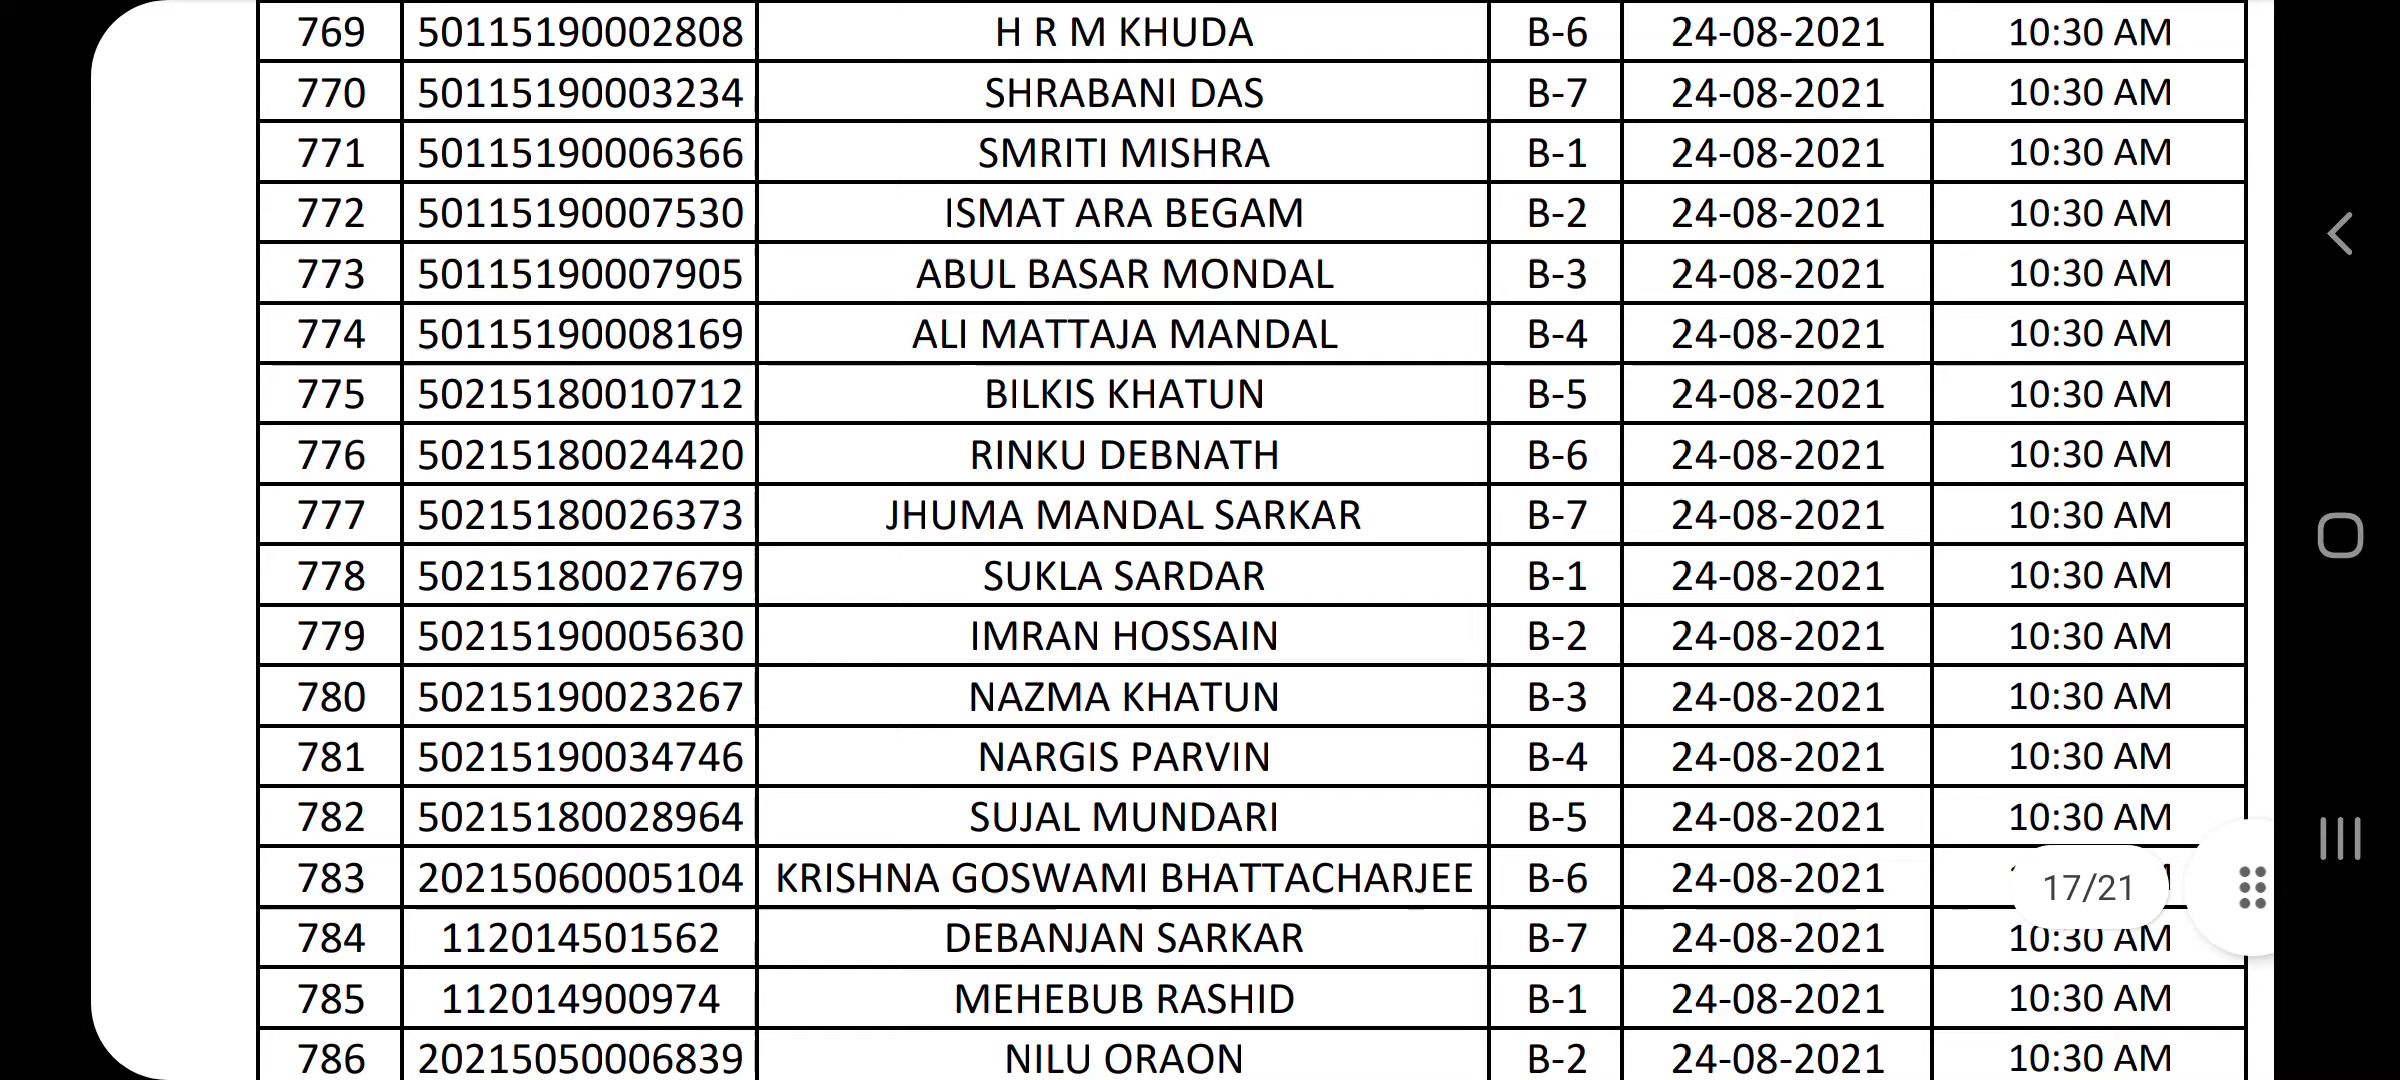 769 50115190002808 H R M KHUDA B-6 24-08-2021 10:30 AM
770 50115190003234 SHRABANI DAS B-7 24-08-2021 10:30 AM
771 50115190006366 SMRITI MISHRA B-1 24-08-2021 10:30 AM
772 50115190007530 ISMAT ARA BEGAM B-2 24-08-2021 10:30 AM
773 50115190007905 ABUL BASAR MONDAL B-3 24-08-2021 10:30 AM
774 50115190008169 ALI MATTAJA MANDAL B-4 24-08-2021 10:30 AM
775 50215180010712 BILKIS KHATUN B-5 24-08-2021 10:30 AM
776 50215180024420 RINKU DEBNATH B-6 24-08-2021 10:30 AM
777 50215180026373 JHUMA MANDAL SARKAR B-7 24-08-2021 10:30 AM
778 50215180027679 SUKLA SARDAR B-1 24-08-2021 10:30 AM
779 50215190005630 IMRAN HOSSAIN B-2 24-08-2021 10:30 AM
780 50215190023267 NAZMA KHATUN B-3 24-08-2021 10:30 AM
781 50215190034746 NARGIS PARVIN B-4 24-08-2021 10:30 AM
782 50215180028964 SUJAL MUNDARI B-5 24-08-2021 10:30 AM
783 20215060005104 KRISHNA GOSWAMI BHATTACHARJEE B-6 24-08-2021
17/21
784 112014501562 DEBANJAN SARKAR B-7 24-08-2021 10:30 AM
785 112014900974 MEHEBUB RASHID B-1 24-08-2021 10:30 AM
786 20215050006839 NILU ORAON B-2 24-08-2021 10:30 AM